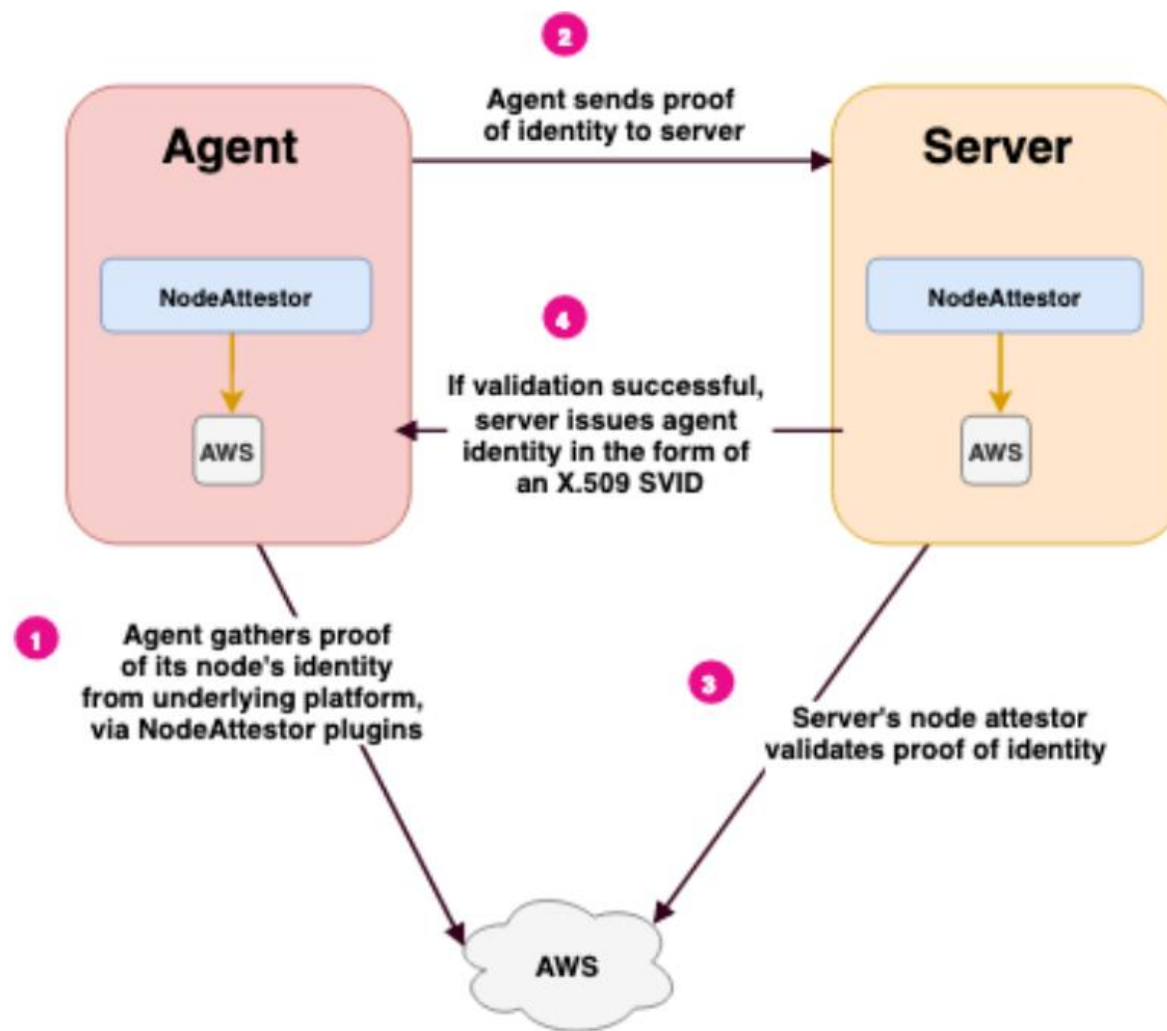 2
Agent sends proof
of identity to server
Agent
Server
NodeAttestor
NodeAttestor
4
If validation successful,
server issues agent
identity in the form of
an X.509 SVID
AWS
AWS
1
Agent gathers proof
of its node's identity
from underlying platform,
via NodeAttestor plugins
3
Server's node attestor
validates proof of identity
AWS